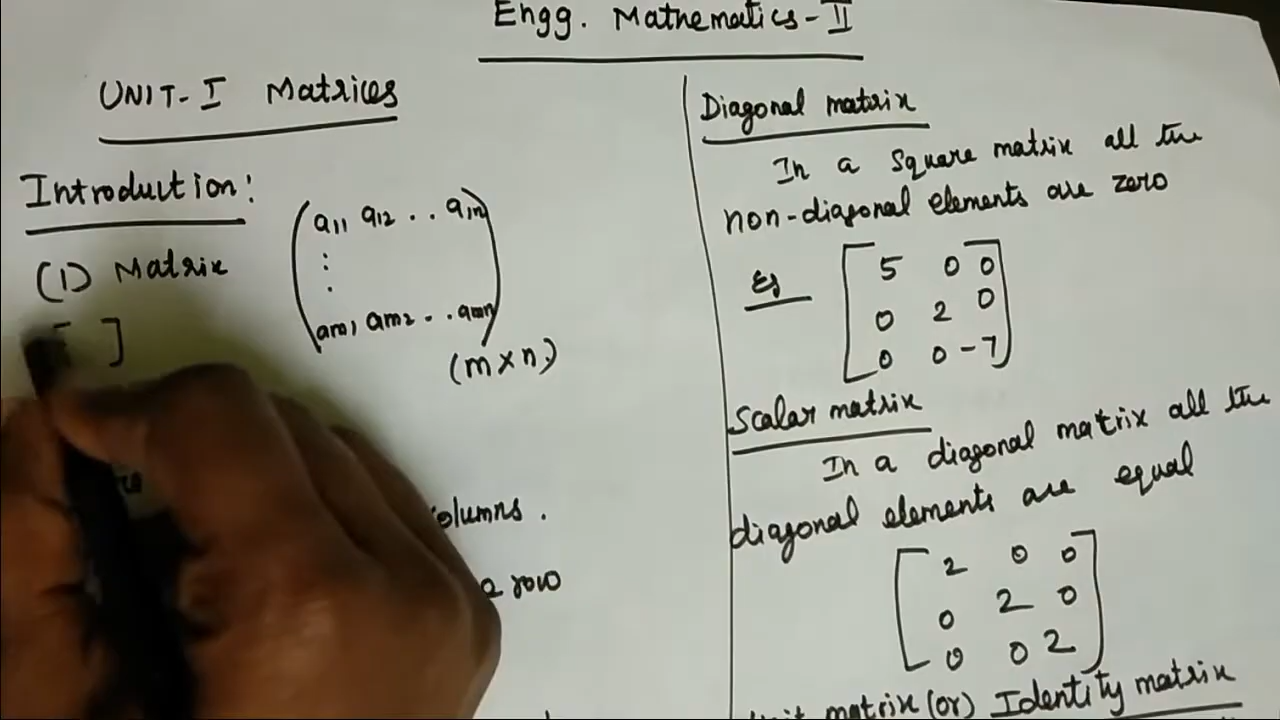 Engg. Mathematics-II
UNIT-I Matrices
Introduction:
(1) Matrix
(a11 a12 .. a1n
:
:
am1 am2 .. amn)
(m×n)
[ ]
columns.
a row
Diagonal matrix
In a square matrix all the
non-diagonal elements are zero
Eg
[5 0 0
0 2 0
0 0 -7]
Scalar matrix
In a diagonal matrix all the
diagonal elements are equal
[2 0 0
0 2 0
0 0 2]
Unit matrix (or) Identity matrix